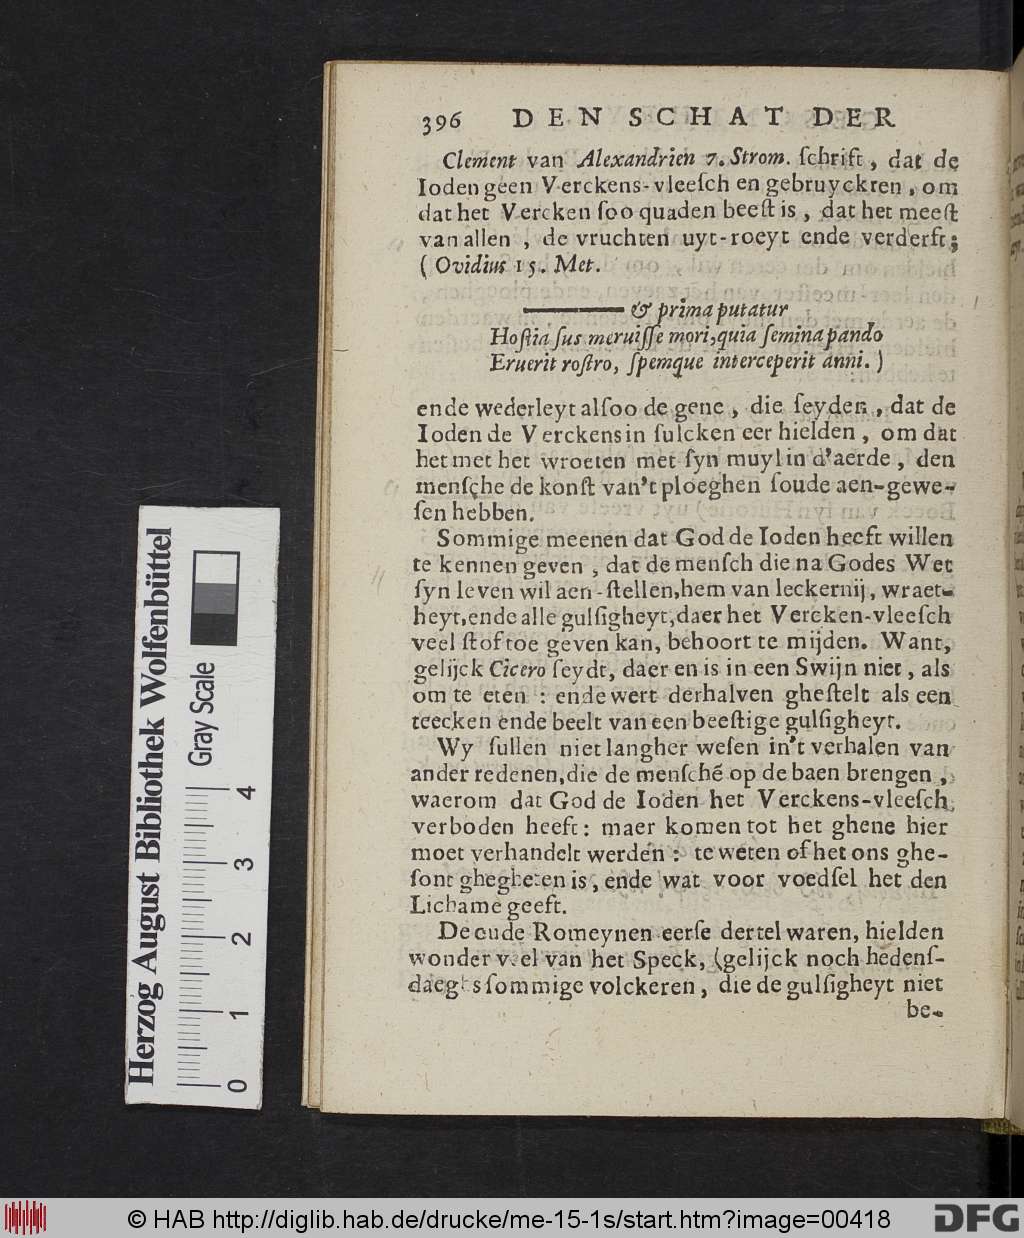 396 DEN SCHAT DER
Clement van Alexandrien 7. Strom. ſchrift, dat de
Ioden geen Verckens-vleeſch en gebruyckten, om
dat het Vercken ſoo quaden beeſt is, dat het meeſt
van allen, de vruchten uyt-roeyt ende verderft;
(Ovidius 15. Met.
——— & prima putatur
Hoſtia ſus meruiſſe mori, quia ſemina pando
Eruerit roſtro, ſpemque interceperit anni.)
ende wederleyt alſoo de gene, die ſeyden, dat de
Ioden de Verckens in ſulcken eer hielden, om dat
het met het wroeten met ſyn muyl in d'aerde, den
menſche de konſt van't ploeghen ſoude aen-gewe-
ſen hebben.
Sommige meenen dat God de Ioden heeft willen
te kennen geven, dat de menſch die na Godes Wet
ſyn leven wil aen-ſtellen, hem van leckernij, wraet-
heyt, ende alle gulſigheyt, daer het Vercken-vleeſch
veel ſtof toe geven kan, behoort te mijden. Want,
gelijck Cicero ſeydt, daer en is in een Swijn niet, als
om te eten : ende wert derhalven gheſtelt als een
teecken ende beelt van een beeſtige gulſigheyt.
Wy ſullen niet langher weſen in't verhalen van
ander redenen, die de menſché op de baen brengen,
waerom dat God de Ioden het Verckens-vleeſch
verboden heeft: maer komen tot het ghene hier
moet verhandelt werden : te weten of het ons ghe-
ſont ghegheten is, ende wat voor voedſel het den
Lichame geeft.
De oude Romeynen eerſe dertel waren, hielden
wonder veel van het Speck, (gelijck noch hedenſ-
daeghs ſommige volckeren, die de gulſigheyt niet
be-
Herzog August Bibliothek Wolfenbüttel
Gray Scale
0 1 2 3 4
© HAB http://diglib.hab.de/drucke/me-15-1s/start.htm?image=00418
DFG